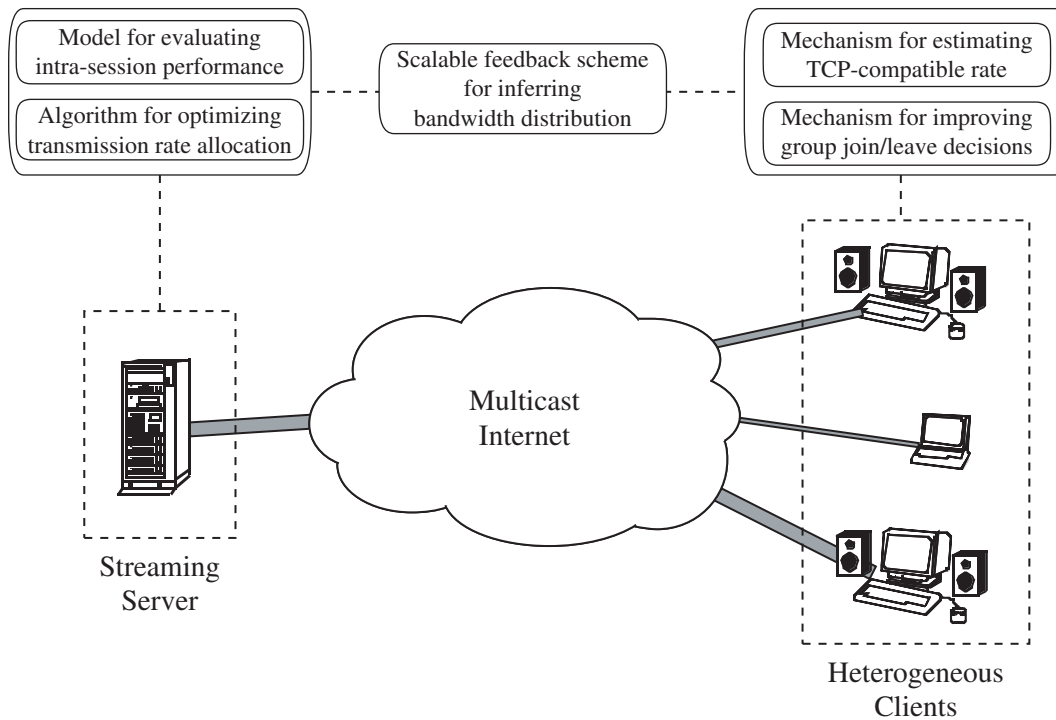 Model for evaluating
intra-session performance
Algorithm for optimizing
transmission rate allocation
Scalable feedback scheme
for inferring
bandwidth distribution
Mechanism for estimating
TCP-compatible rate
Mechanism for improving
group join/leave decisions
Multicast
Internet
Streaming
Server
Heterogeneous
Clients